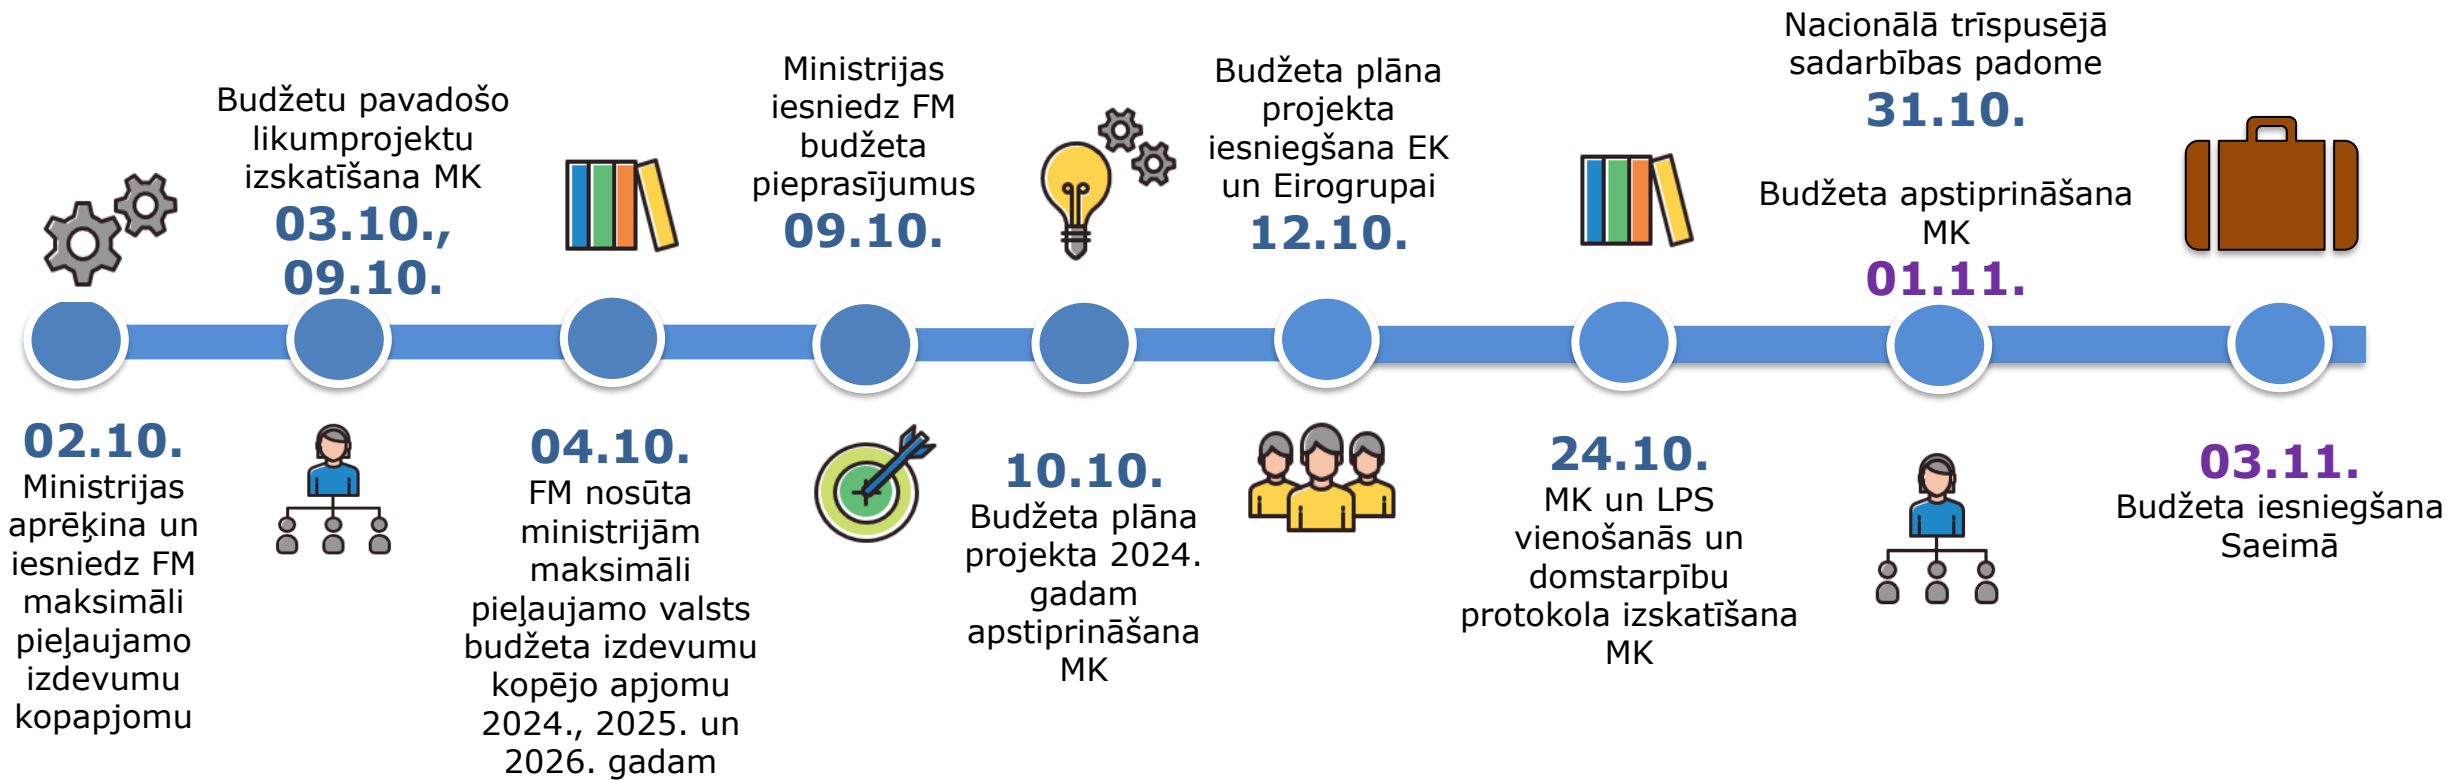 02.10.
Ministrijas
aprēķina un
iesniedz FM
maksimāli
pieļaujamo
izdevumu
kopapjomu
Budžetu pavadošo
likumprojektu
izskatīšana MK
03.10.,
09.10.
04.10.
FM nosūta
ministrijām
maksimāli
pieļaujamo valsts
budžeta izdevumu
kopējo apjomu
2024., 2025. un
2026. gadam
Ministrijas
iesniedz FM
budžeta
pieprasījumus
09.10.
10.10.
Budžeta plāna
projekta 2024.
gadam
apstiprināšana
MK
Budžeta plāna
projekta
iesniegšana EK
un Eirogrupai
12.10.
24.10.
MK un LPS
vienošanās un
domstarpību
protokola izskatīšana
MK
Nacionālā trīspusējā
sadarbības padome
31.10.
Budžeta apstiprināšana
MK
01.11.
03.11.
Budžeta iesniegšana
Saeimā